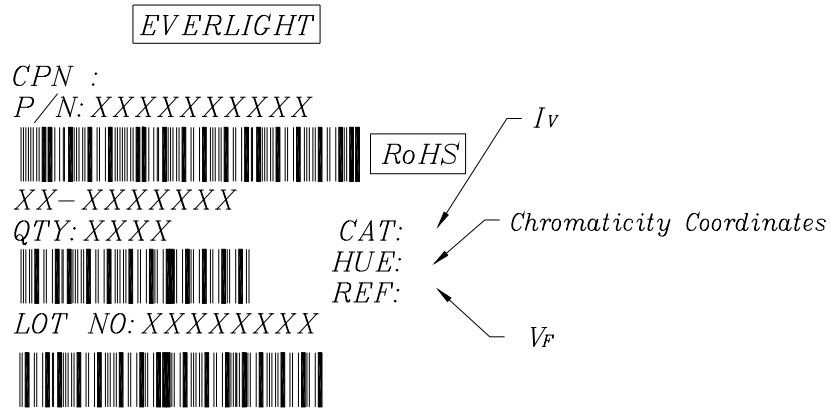 EVERLIGHT
CPN :
P/N: XXXXXXXXXX
RoHS
XX-XXXXXXX
QTY: XXXX
CAT:
HUE:
REF:
LOT NO: XXXXXXXX
Iv
Chromaticity Coordinates
VF